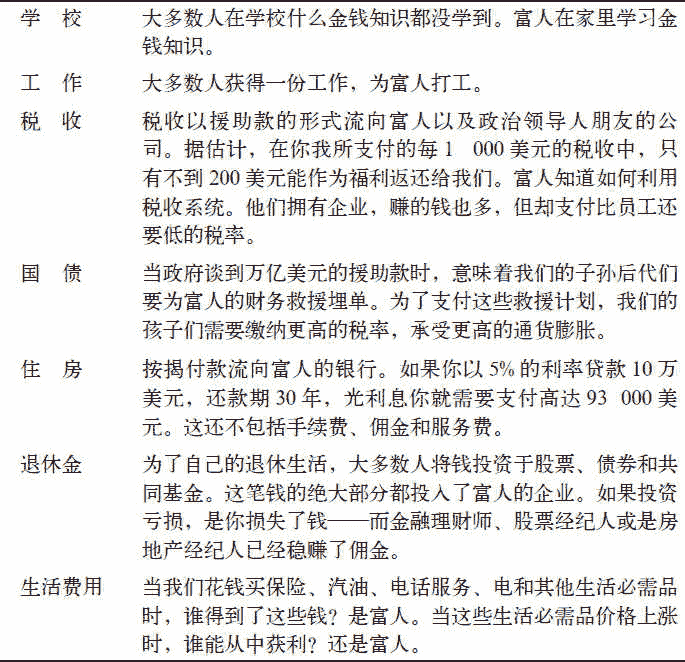 学 校 大多数人在学校什么金钱知识都没学到。富人在家里学习金
钱知识。
工 作 大多数人获得一份工作，为富人打工。
税 收 税收以援助款的形式流向富人以及政治领导人朋友的公
司。据估计，在你我所支付的每1 000美元的税收中，只
有不到200美元能作为福利返还给我们。富人知道如何利用
税收系统。他们拥有企业，赚的钱也多，但却支付比员工还
要低的税率。
国 债 当政府谈到万亿美元的援助款时，意味着我们的子孙后代们
要为富人的财务救援埋单。为了支付这些救援计划，我们的
孩子们需要缴纳更高的税率，承受更高的通货膨胀。
住 房 按揭付款流向富人的银行。如果你以5%的利率贷款10万
美元，还款期30年，光利息你就需要支付高达93 000美
元。这还不包括手续费、佣金和服务费。
退休金 为了自己的退休生活，大多数人将钱投资于股票、债券和共
同基金。这笔钱的绝大部分都投入了富人的企业。如果投资
亏损，是你损失了钱——而金融理财师、股票经纪人或是房
地产经纪人已经稳赚了佣金。
生活费用 当我们花钱买保险、汽油、电话服务、电和其他生活必需品
时，谁得到了这些钱？是富人。当这些生活必需品价格上涨
时，谁能从中获利？还是富人。